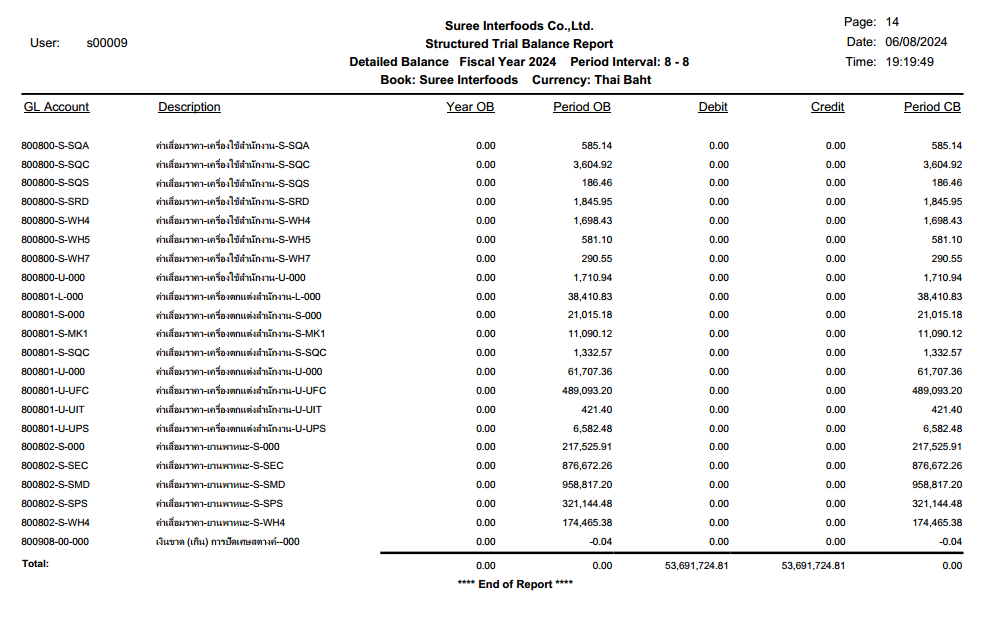 Suree Interfoods Co.,Ltd.
Page: 14
User: s00009
Structured Trial Balance Report
Date: 06/08/2024
Detailed Balance Fiscal Year 2024 Period Interval: 8 - 8
Time: 19:19:49
Book: Suree Interfoods Currency: Thai Baht
GL Account Description Year OB Period OB Debit Credit Period CB
800800-S-SQA ค่าเสื่อมราคา-เครื่องใช้สำนักงาน-S-SQA 0.00 585.14 0.00 0.00 585.14
800800-S-SQC ค่าเสื่อมราคา-เครื่องใช้สำนักงาน-S-SQC 0.00 3,604.92 0.00 0.00 3,604.92
800800-S-SQS ค่าเสื่อมราคา-เครื่องใช้สำนักงาน-S-SQS 0.00 186.46 0.00 0.00 186.46
800800-S-SRD ค่าเสื่อมราคา-เครื่องใช้สำนักงาน-S-SRD 0.00 1,845.95 0.00 0.00 1,845.95
800800-S-WH4 ค่าเสื่อมราคา-เครื่องใช้สำนักงาน-S-WH4 0.00 1,698.43 0.00 0.00 1,698.43
800800-S-WH5 ค่าเสื่อมราคา-เครื่องใช้สำนักงาน-S-WH5 0.00 581.10 0.00 0.00 581.10
800800-S-WH7 ค่าเสื่อมราคา-เครื่องใช้สำนักงาน-S-WH7 0.00 290.55 0.00 0.00 290.55
800800-U-000 ค่าเสื่อมราคา-เครื่องใช้สำนักงาน-U-000 0.00 1,710.94 0.00 0.00 1,710.94
800801-L-000 ค่าเสื่อมราคา-เครื่องตกแต่งสำนักงาน-L-000 0.00 38,410.83 0.00 0.00 38,410.83
800801-S-000 ค่าเสื่อมราคา-เครื่องตกแต่งสำนักงาน-S-000 0.00 21,015.18 0.00 0.00 21,015.18
800801-S-MK1 ค่าเสื่อมราคา-เครื่องตกแต่งสำนักงาน-S-MK1 0.00 11,090.12 0.00 0.00 11,090.12
800801-S-SQC ค่าเสื่อมราคา-เครื่องตกแต่งสำนักงาน-S-SQC 0.00 1,332.57 0.00 0.00 1,332.57
800801-U-000 ค่าเสื่อมราคา-เครื่องตกแต่งสำนักงาน-U-000 0.00 61,707.36 0.00 0.00 61,707.36
800801-U-UFC ค่าเสื่อมราคา-เครื่องตกแต่งสำนักงาน-U-UFC 0.00 489,093.20 0.00 0.00 489,093.20
800801-U-UIT ค่าเสื่อมราคา-เครื่องตกแต่งสำนักงาน-U-UIT 0.00 421.40 0.00 0.00 421.40
800801-U-UPS ค่าเสื่อมราคา-เครื่องตกแต่งสำนักงาน-U-UPS 0.00 6,582.48 0.00 0.00 6,582.48
800802-S-000 ค่าเสื่อมราคา-ยานพาหนะ-S-000 0.00 217,525.91 0.00 0.00 217,525.91
800802-S-SEC ค่าเสื่อมราคา-ยานพาหนะ-S-SEC 0.00 876,672.26 0.00 0.00 876,672.26
800802-S-SMD ค่าเสื่อมราคา-ยานพาหนะ-S-SMD 0.00 958,817.20 0.00 0.00 958,817.20
800802-S-SPS ค่าเสื่อมราคา-ยานพาหนะ-S-SPS 0.00 321,144.48 0.00 0.00 321,144.48
800802-S-WH4 ค่าเสื่อมราคา-ยานพาหนะ-S-WH4 0.00 174,465.38 0.00 0.00 174,465.38
800908-00-000 เงินขาด (เกิน) การปัดเศษสตางค์--000 0.00 -0.04 0.00 0.00 -0.04
Total: 0.00 0.00 53,691,724.81 53,691,724.81 0.00
**** End of Report ****